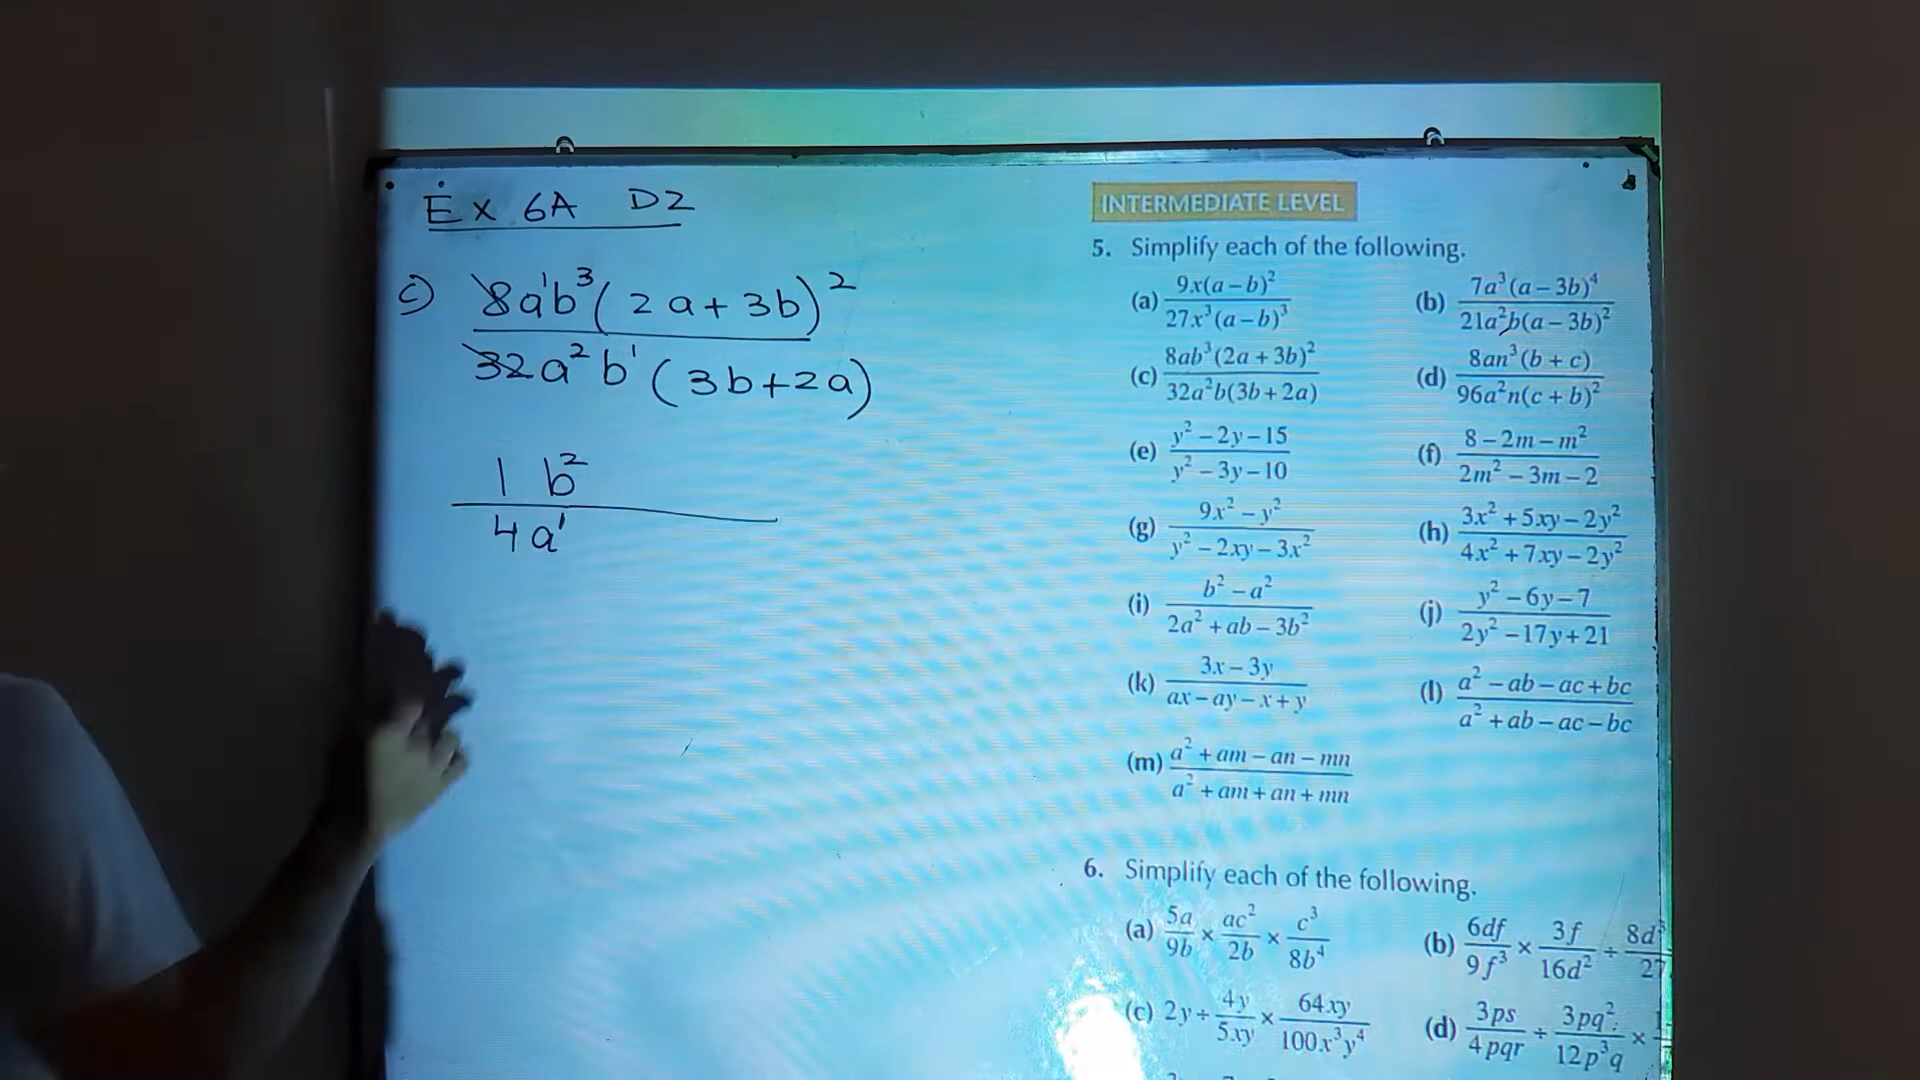 Ex 6A D2
c) 8a¹b³(2a+3b)²
32a²b¹(3b+2a)
1 b²
4a¹
INTERMEDIATE LEVEL
5. Simplify each of the following.
(a) 9x(a – b)² / 27x³(a – b)³ (b) 7a³(a – 3b)⁴ / 21a²b(a – 3b)²
(c) 8ab³(2a + 3b)² / 32a²b(3b + 2a) (d) 8an³(b + c) / 96a²n(c + b)²
(e) y² – 2y – 15 / y² – 3y – 10 (f) 8 – 2m – m² / 2m² – 3m – 2
(g) 9x² – y² / y² – 2xy – 3x² (h) 3x² + 5xy – 2y² / 4x² + 7xy – 2y²
(i) b² – a² / 2a² + ab – 3b² (j) y² – 6y – 7 / 2y² – 17y + 21
(k) 3x – 3y / ax – ay – x + y (l) a² – ab – ac + bc / a² + ab – ac – bc
(m) a² + am – an – mn / a² + am + an + mn
6. Simplify each of the following.
(a) 5a/9b × ac²/2b × c³/8b⁴ (b) 6df/9f³ × 3f/16d² ÷ 8d³/27
(c) 2y ÷ 4y/5xy × 64xy/100x³y⁴ (d) 3ps/4pqr ÷ 3pq²/12p³q ×